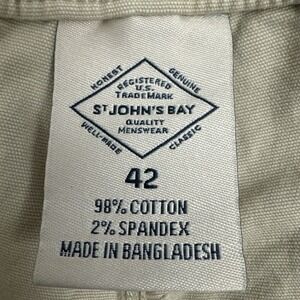 HONEST
GENUINE
REGISTERED
U.S.
TRADEMARK
ST JOHN'S BAY
QUALITY
MENSWEAR
WELL-MADE
CLASSIC
42
98% COTTON
2% SPANDEX
MADE IN BANGLADESH